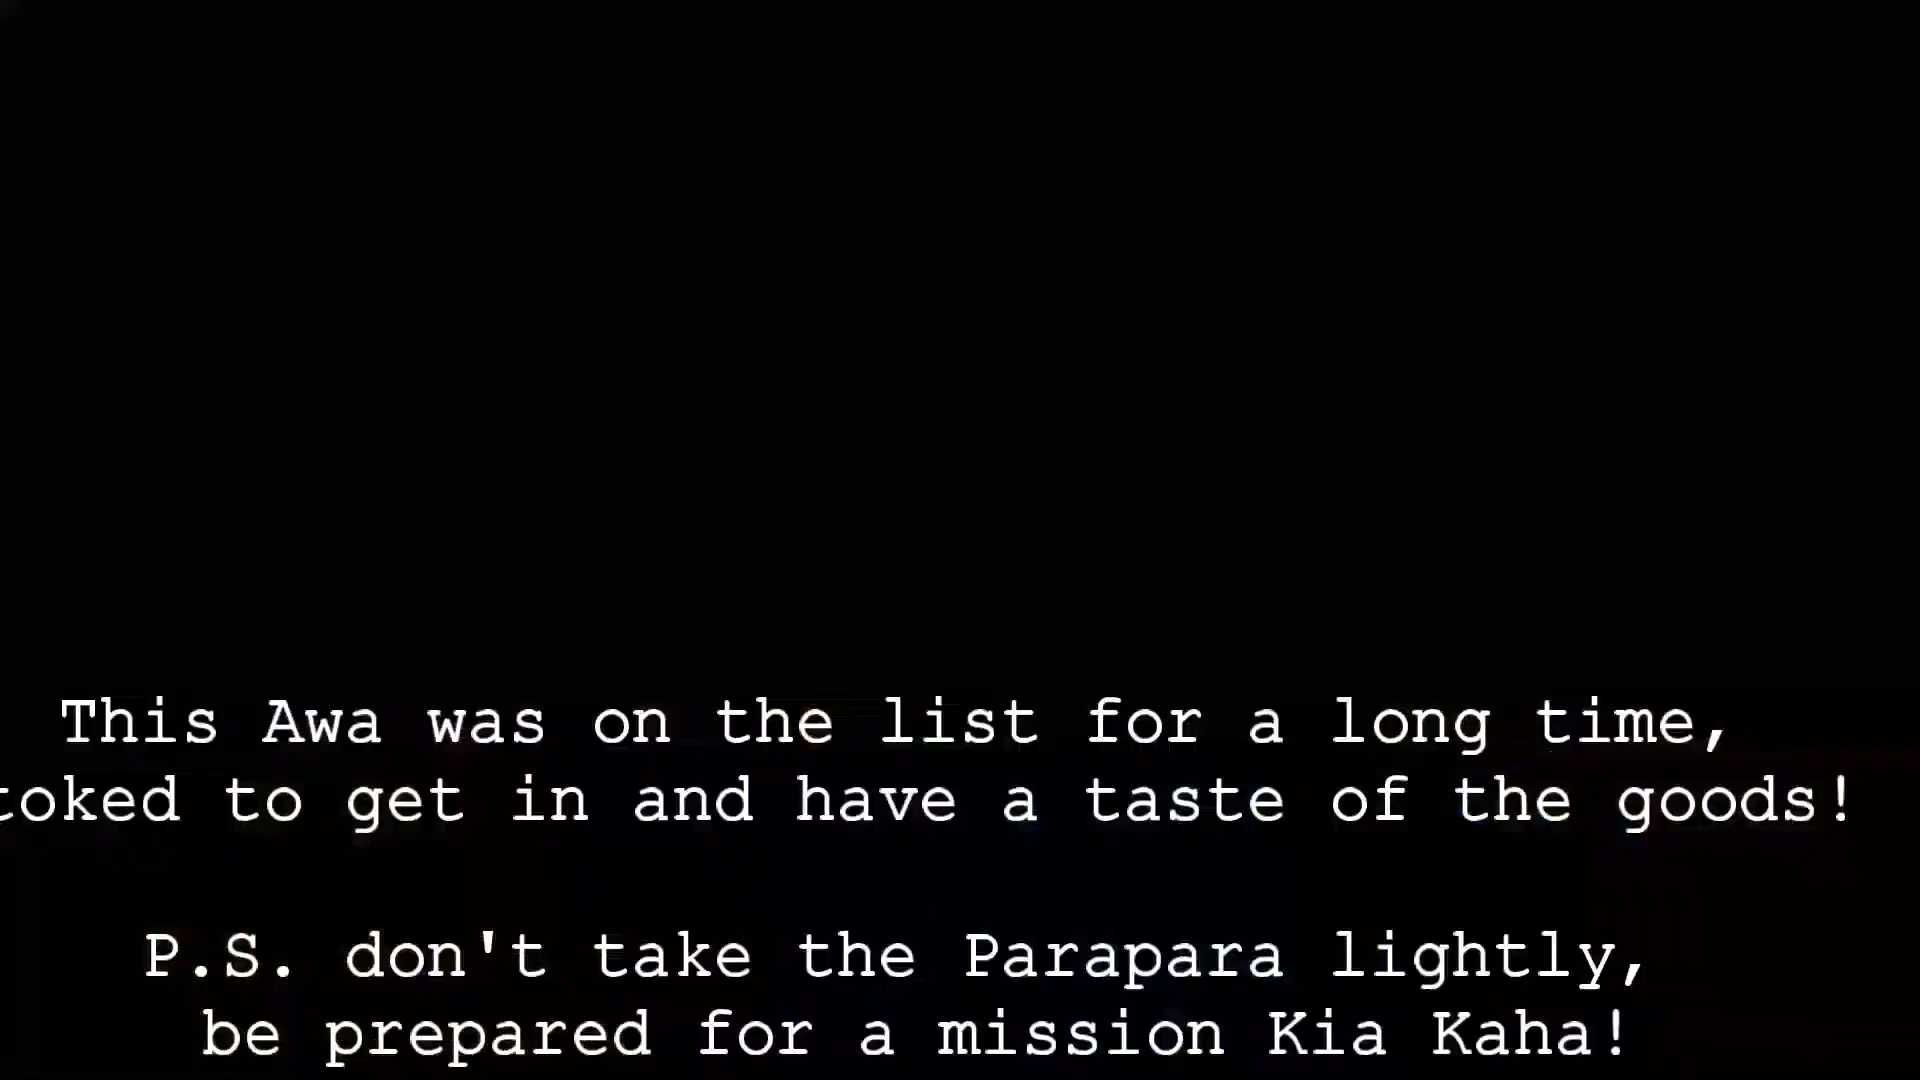 This Awa was on the list for a long time,
toked to get in and have a taste of the goods!
P.S. don't take the Parapara lightly,
be prepared for a mission Kia Kaha!